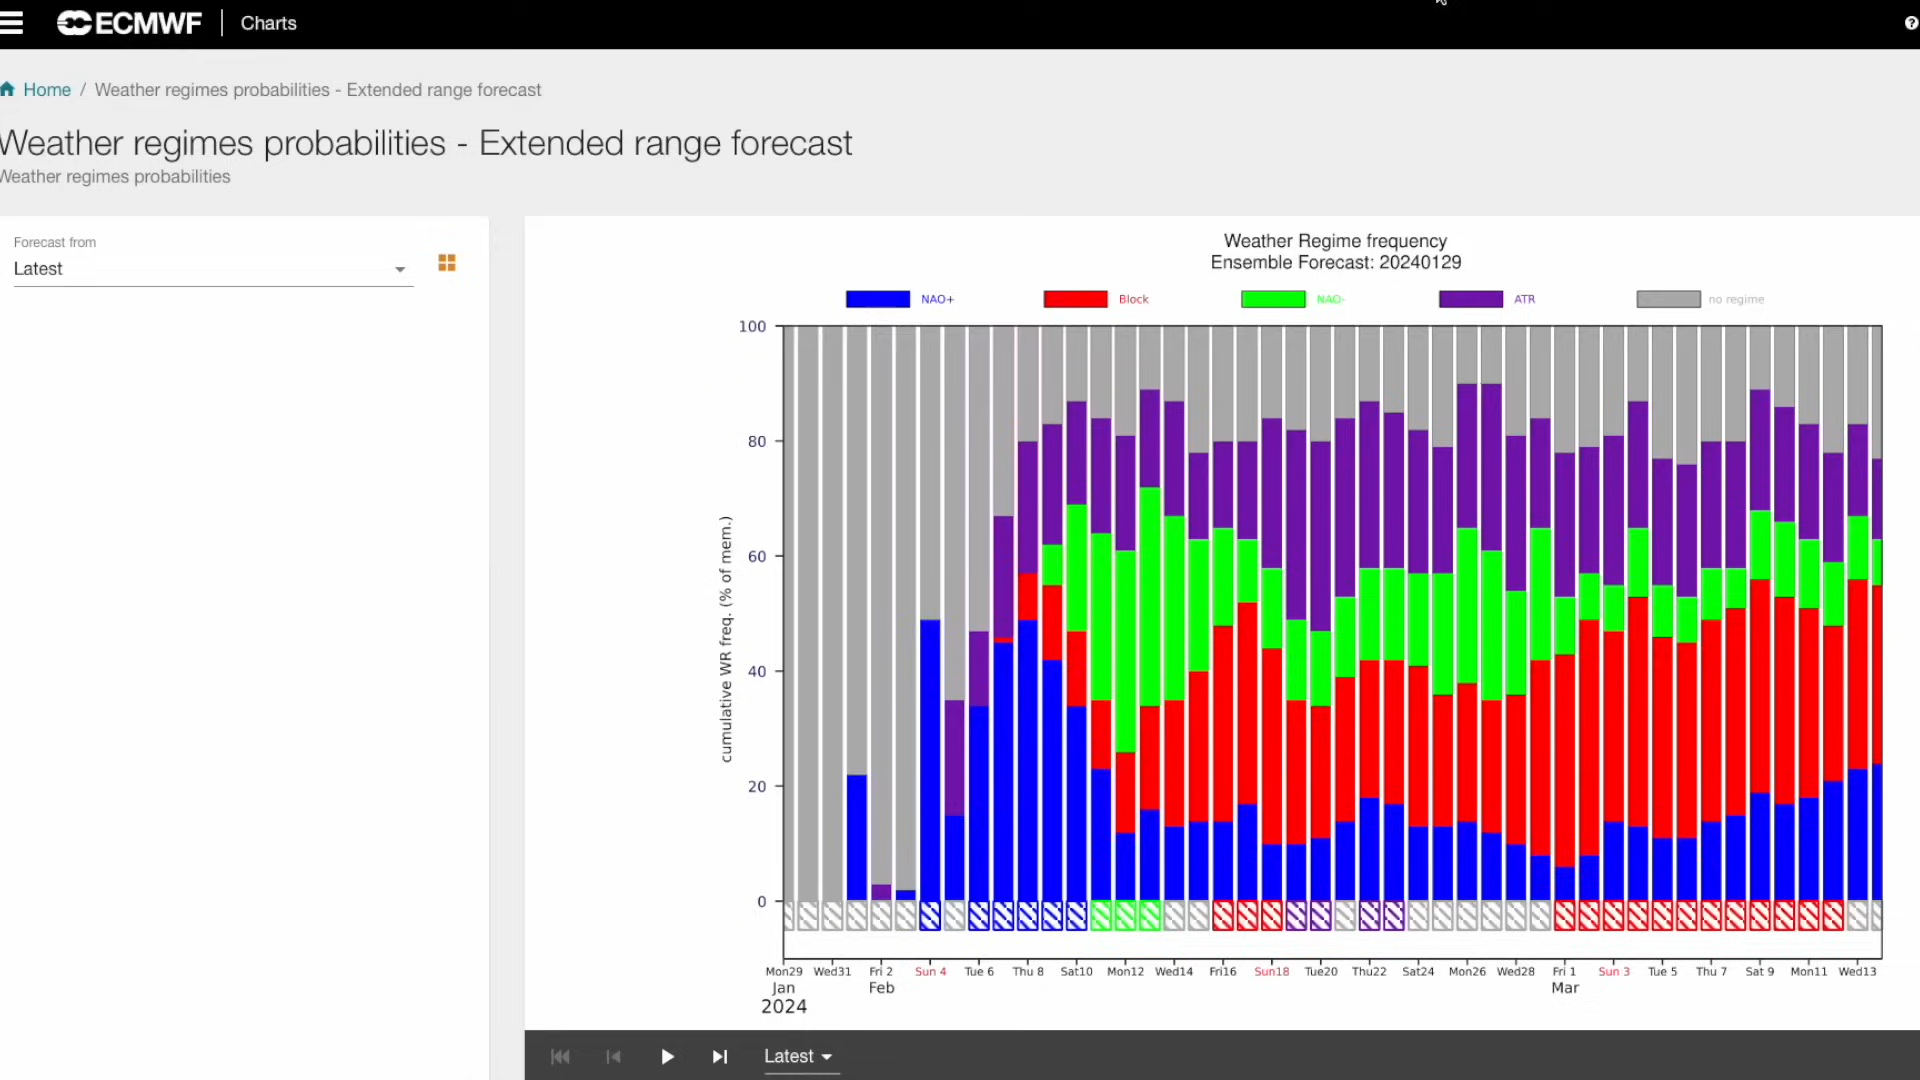 ECMWF
Charts
?
Home / Weather regimes probabilities - Extended range forecast
Weather regimes probabilities - Extended range forecast
Weather regimes probabilities
Forecast from
Latest
Weather Regime frequency
Ensemble Forecast: 20240129
NAO+ Block NAO- ATR no regime
cumulative WR freq. (% of mem.)
100
80
60
40
20
0
Mon29 Wed31 Fri 2 Sun 4 Tue 6 Thu 8 Sat10 Mon12 Wed14 Fri16 Sun18 Tue20 Thu22 Sat24 Mon26 Wed28 Fri 1 Sun 3 Tue 5 Thu 7 Sat 9 Mon11 Wed13
Jan Feb Mar
2024
Latest